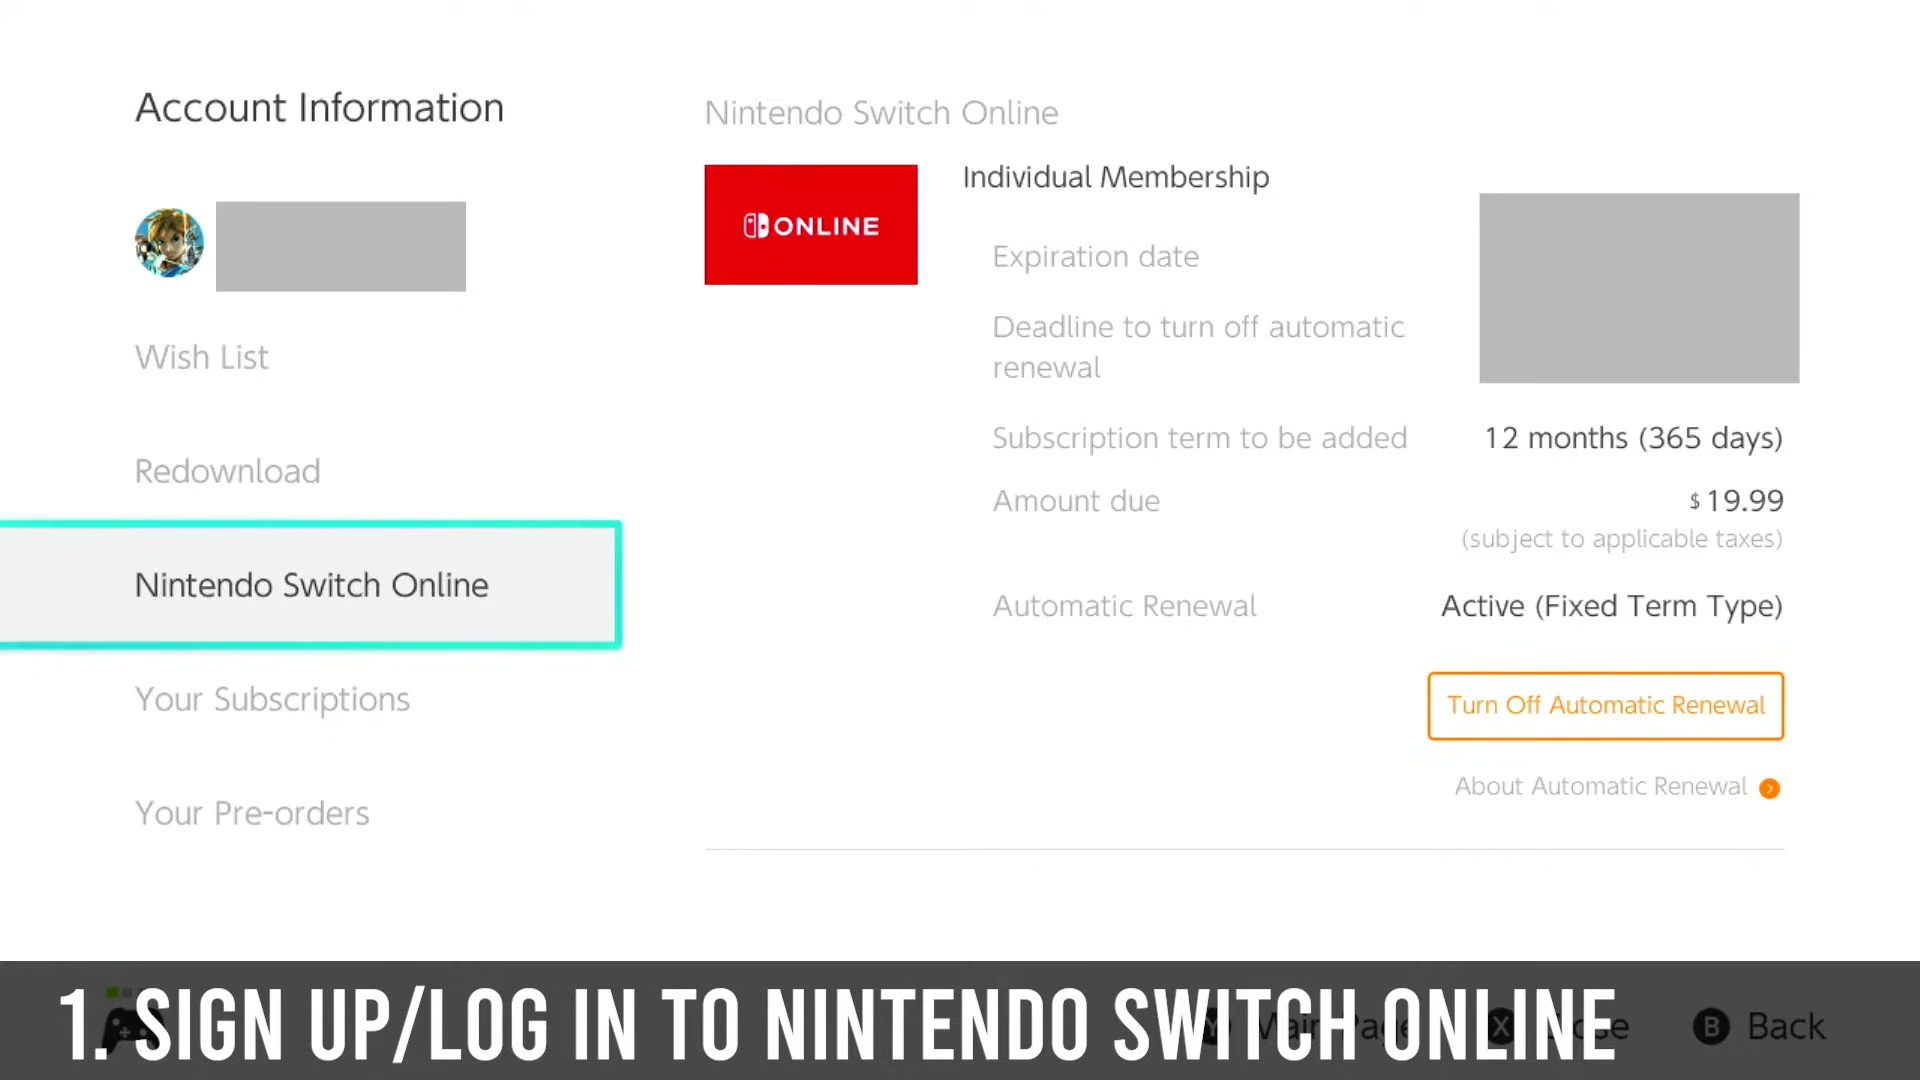 Account Information
Wish List
Redownload
Nintendo Switch Online
Your Subscriptions
Your Pre-orders
Nintendo Switch Online
ONLINE
Individual Membership
Expiration date
Deadline to turn off automatic
renewal
Subscription term to be added 12 months (365 days)
Amount due $19.99
(subject to applicable taxes)
Automatic Renewal Active (Fixed Term Type)
Turn Off Automatic Renewal
About Automatic Renewal
1. SIGN UP/LOG IN TO NINTENDO SWITCH ONLINE
Y Main Page X Close B Back